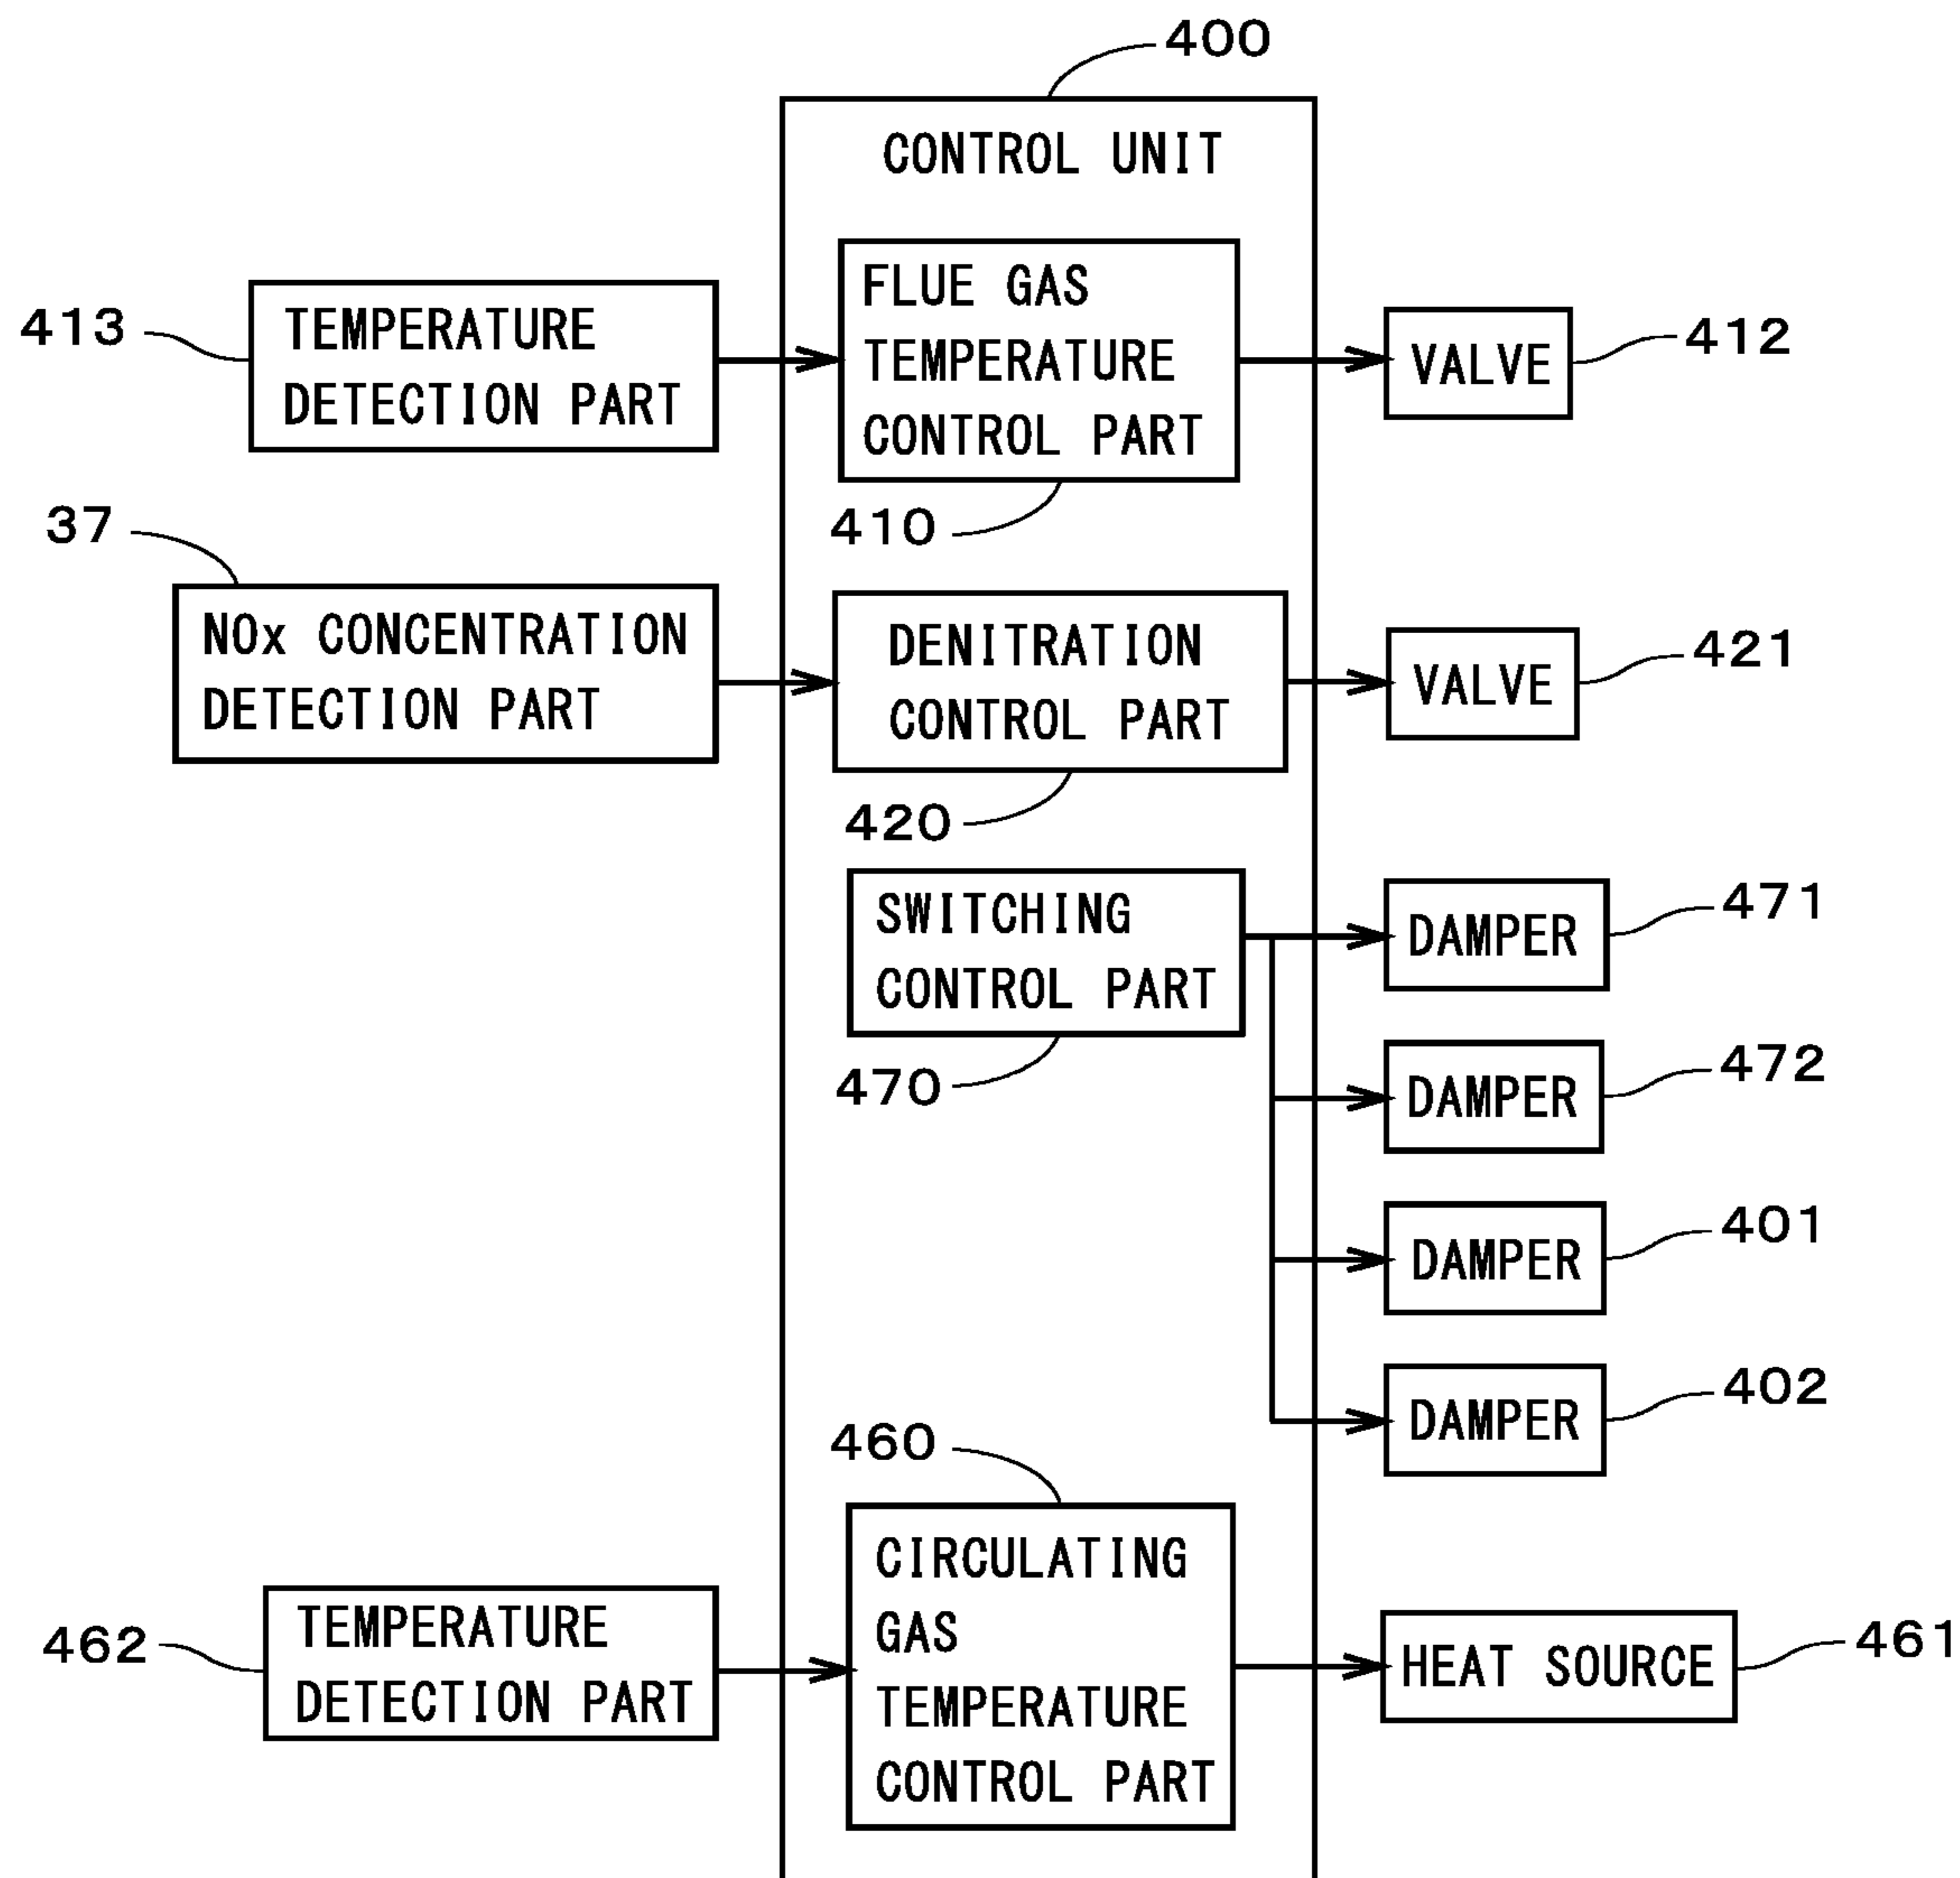 400
CONTROL UNIT
413
TEMPERATURE
DETECTION PART
FLUE GAS
TEMPERATURE
CONTROL PART
410
VALVE
412
37
NOx CONCENTRATION
DETECTION PART
DENITRATION
CONTROL PART
420
VALVE
421
SWITCHING
CONTROL PART
470
DAMPER
471
DAMPER
472
DAMPER
401
DAMPER
402
460
462
TEMPERATURE
DETECTION PART
CIRCULATING
GAS
TEMPERATURE
CONTROL PART
HEAT SOURCE
461